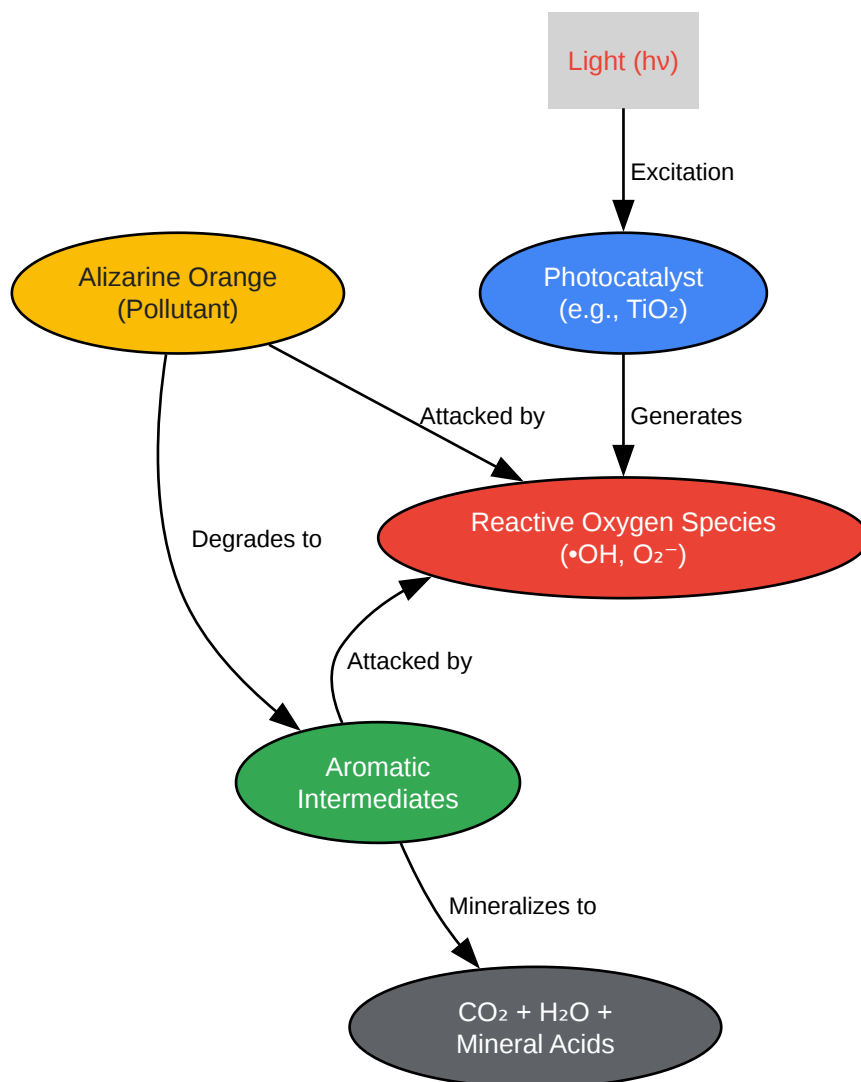 Light (hν)
Excitation
Alizarine Orange
(Pollutant)
Photocatalyst
(e.g., TiO₂)
Attacked by
Generates
Reactive Oxygen Species
(•OH, O₂⁻)
Degrades to
Attacked by
Aromatic
Intermediates
Mineralizes to
CO₂ + H₂O +
Mineral Acids